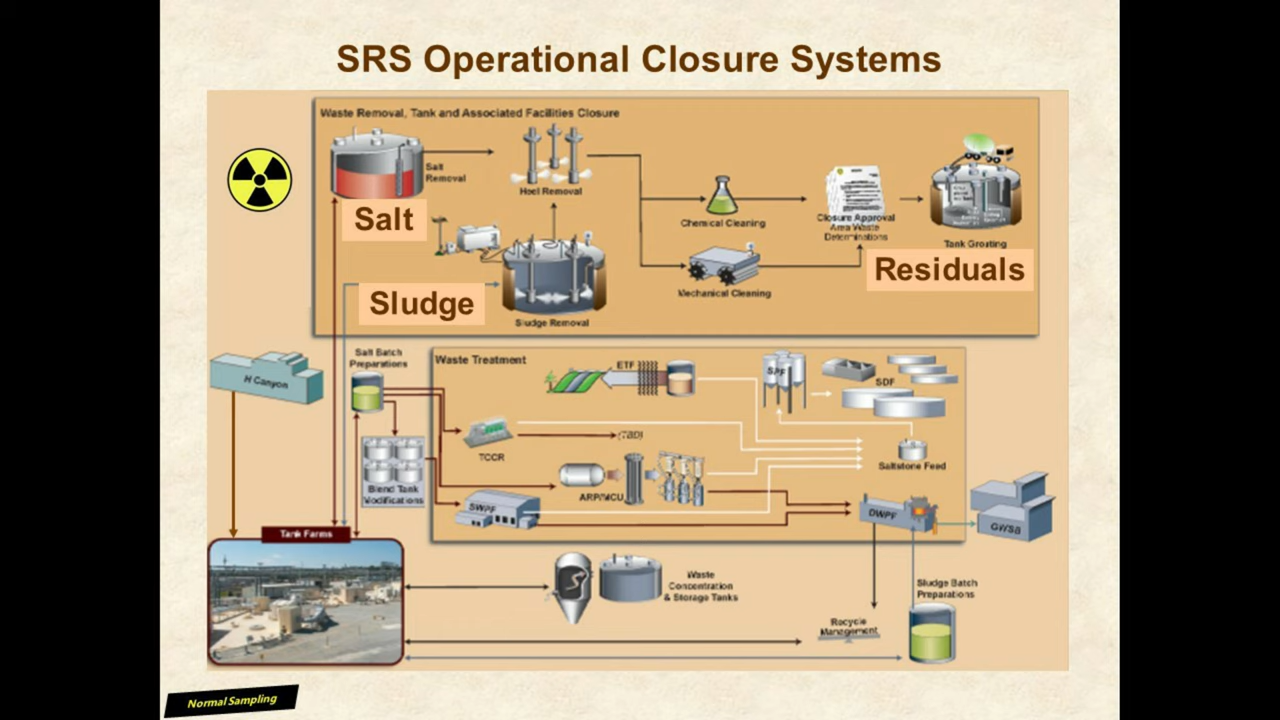 SRS Operational Closure Systems
Waste Removal, Tank and Associated Facilities Closure
Salt
Removal
Heel Removal
Salt
Chemical Cleaning
Closure Approval
Area Waste
Determinations
Tank Grouting
Residuals
Sludge
Mechanical Cleaning
Sludge Removal
H Canyon
Salt Batch
Preparations
Waste Treatment
ETF
SPF
SDF
TCCR
(TBD)
Saltstone Feed
Blend Tank
Modifications
ARP/MCU
SWPF
DWPF
GWSB
Tank Farms
Waste
Concentration
& Storage Tanks
Sludge Batch
Preparations
Recycle
Management
Normal Sampling